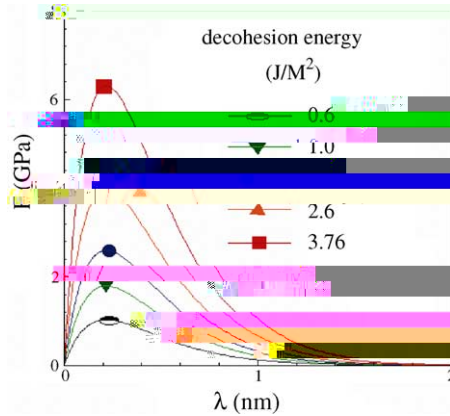 decohesion energy
(J/M²)
6
0.6
1.0
(GPa)
2.6
3.76
2
0
0
1
2
λ (nm)